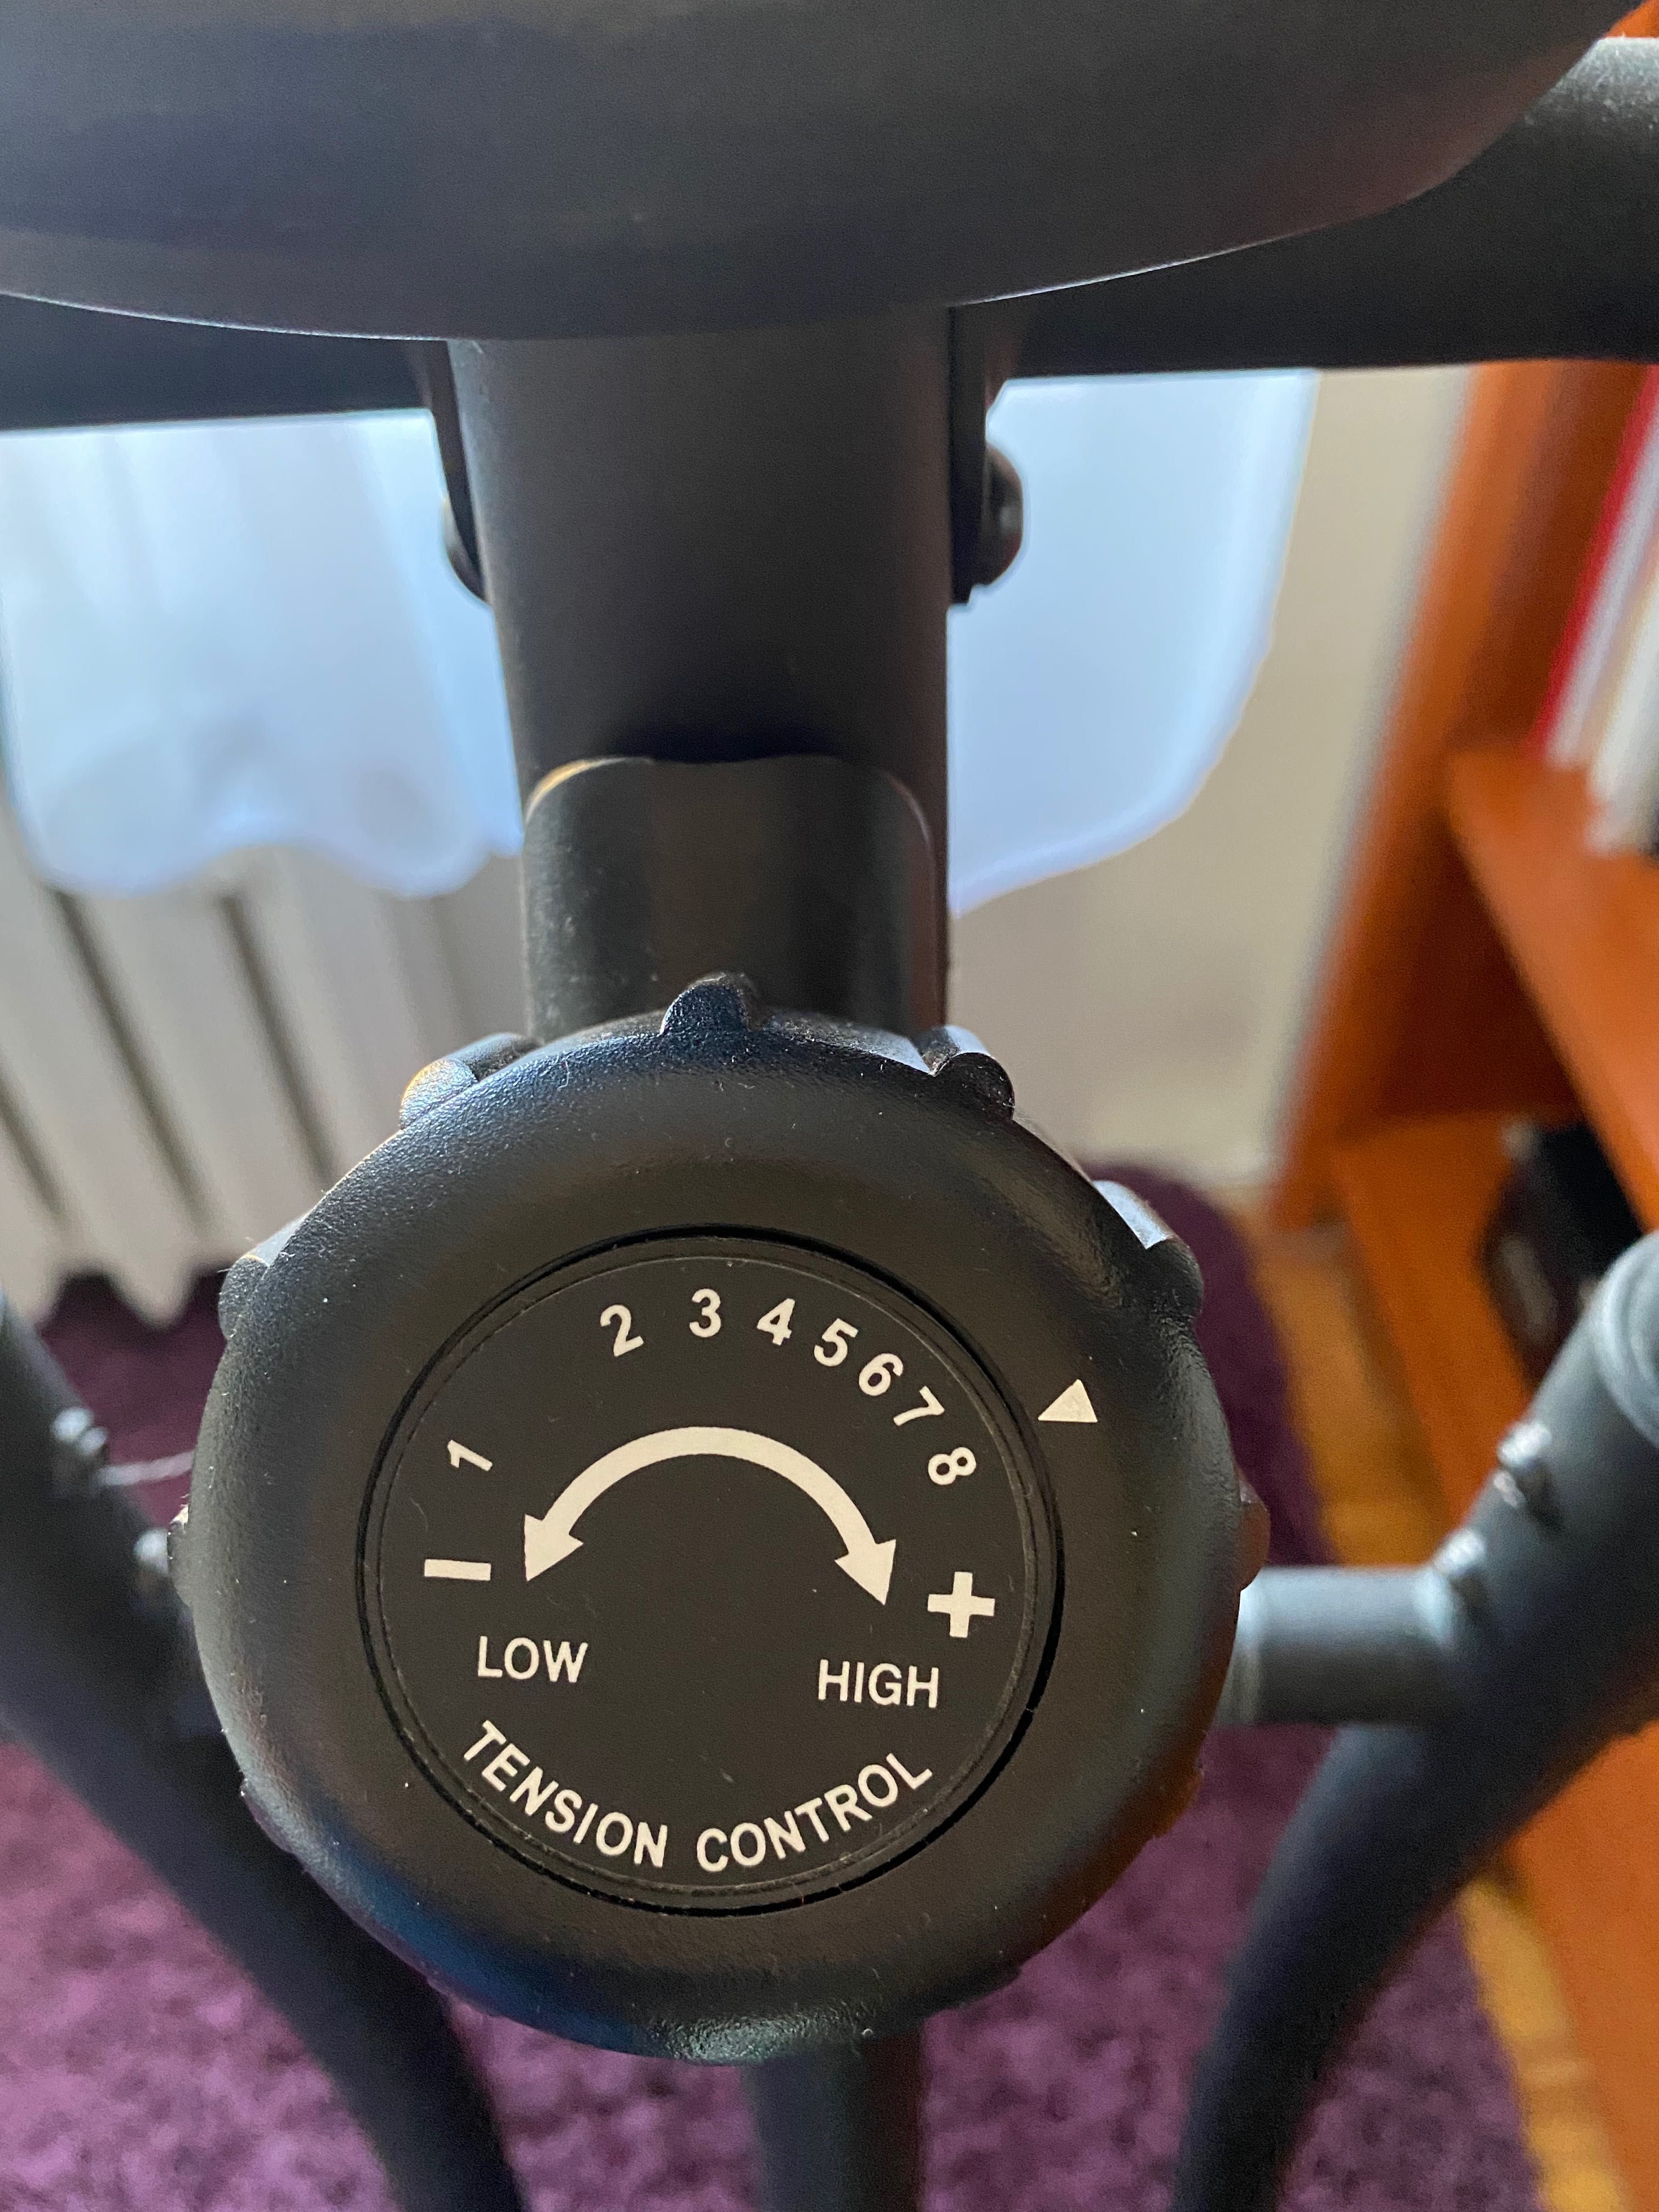 1 2 3 4 5 6 7 8
− +
LOW HIGH
TENSION CONTROL